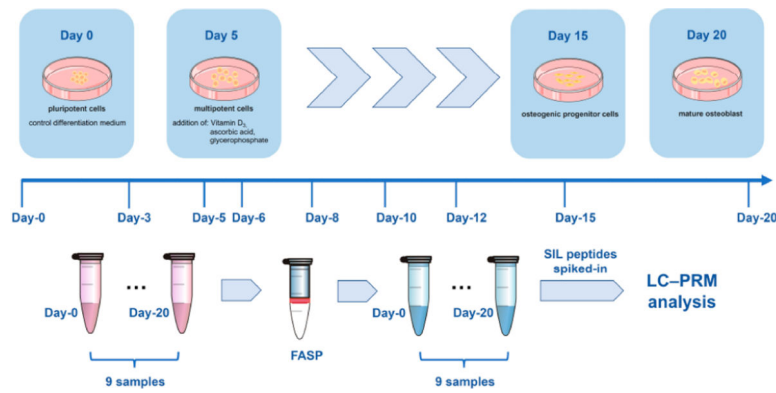 Day 0
pluripotent cells
control differentiation medium
Day 5
multipotent cells
addition of: Vitamin D₃,
ascorbic acid,
glycerophosphate
Day 15
osteogenic progenitor cells
Day 20
mature osteoblast
Day-0
Day-3
Day-5
Day-6
Day-8
Day-10
Day-12
Day-15
Day-20
Day-0
...
Day-20
9 samples
FASP
Day-0
...
Day-20
9 samples
SIL peptides
spiked-in
LC–PRM
analysis